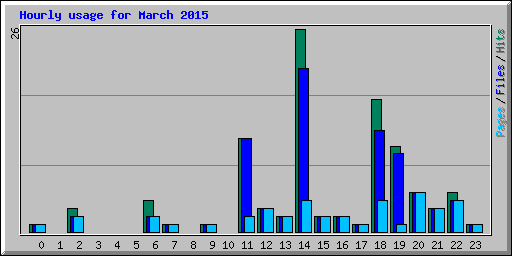 Hourly usage for March 2015
26
Pages/Files/Hits
0 1 2 3 4 5 6 7 8 9 10 11 12 13 14 15 16 17 18 19 20 21 22 23